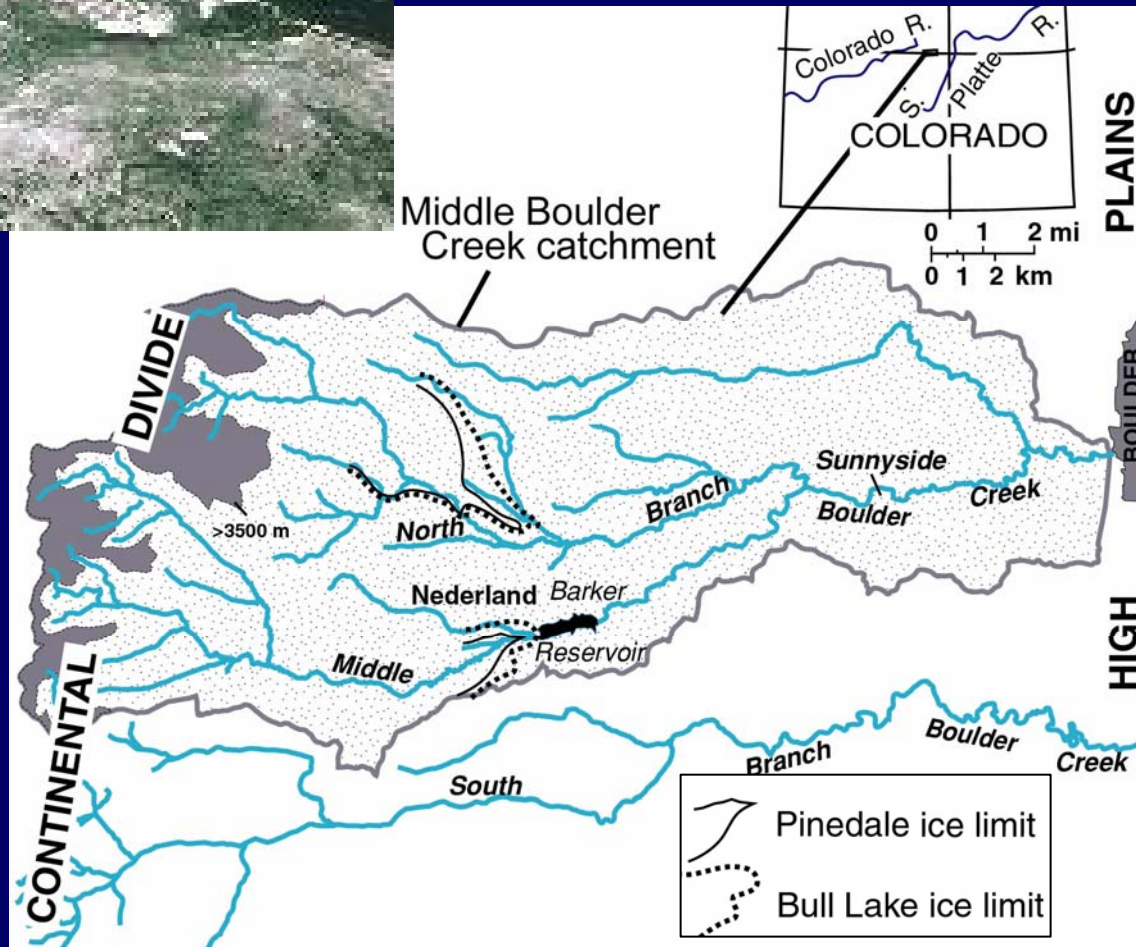 Colorado R.
S. Platte R.
COLORADO
PLAINS
Middle Boulder
Creek catchment
0 1 2 mi
0 1 2 km
DIVIDE
BOULDER
>3500 m
North
Branch
Sunnyside
Boulder
Creek
Nederland
Barker
Reservoir
Middle
HIGH
CONTINENTAL
South
Branch
Boulder
Creek
Pinedale ice limit
Bull Lake ice limit